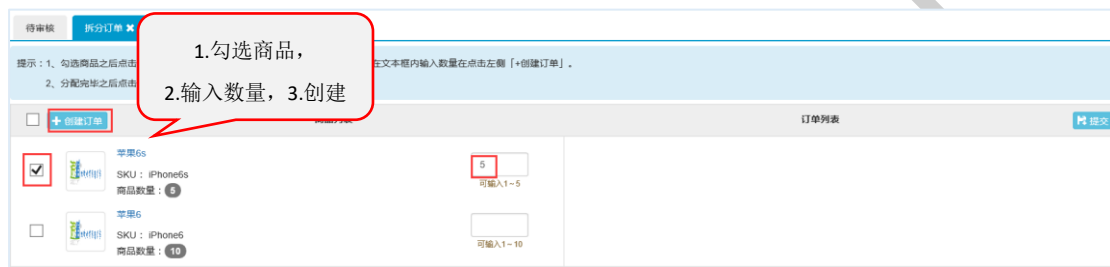 待审核 拆分订单 ✖
1.勾选商品，
2.输入数量，3.创建
提示：1、勾选商品之后点击 在文本框内输入数量在点击左侧「+创建订单」。
2、分配完毕之后点击
+ 创建订单 商品列表 订单列表 提交
苹果6s
SKU： iPhone6s
商品数量： 5
5
可输入1~5
苹果6
SKU： iPhone6
商品数量： 10
可输入1~10